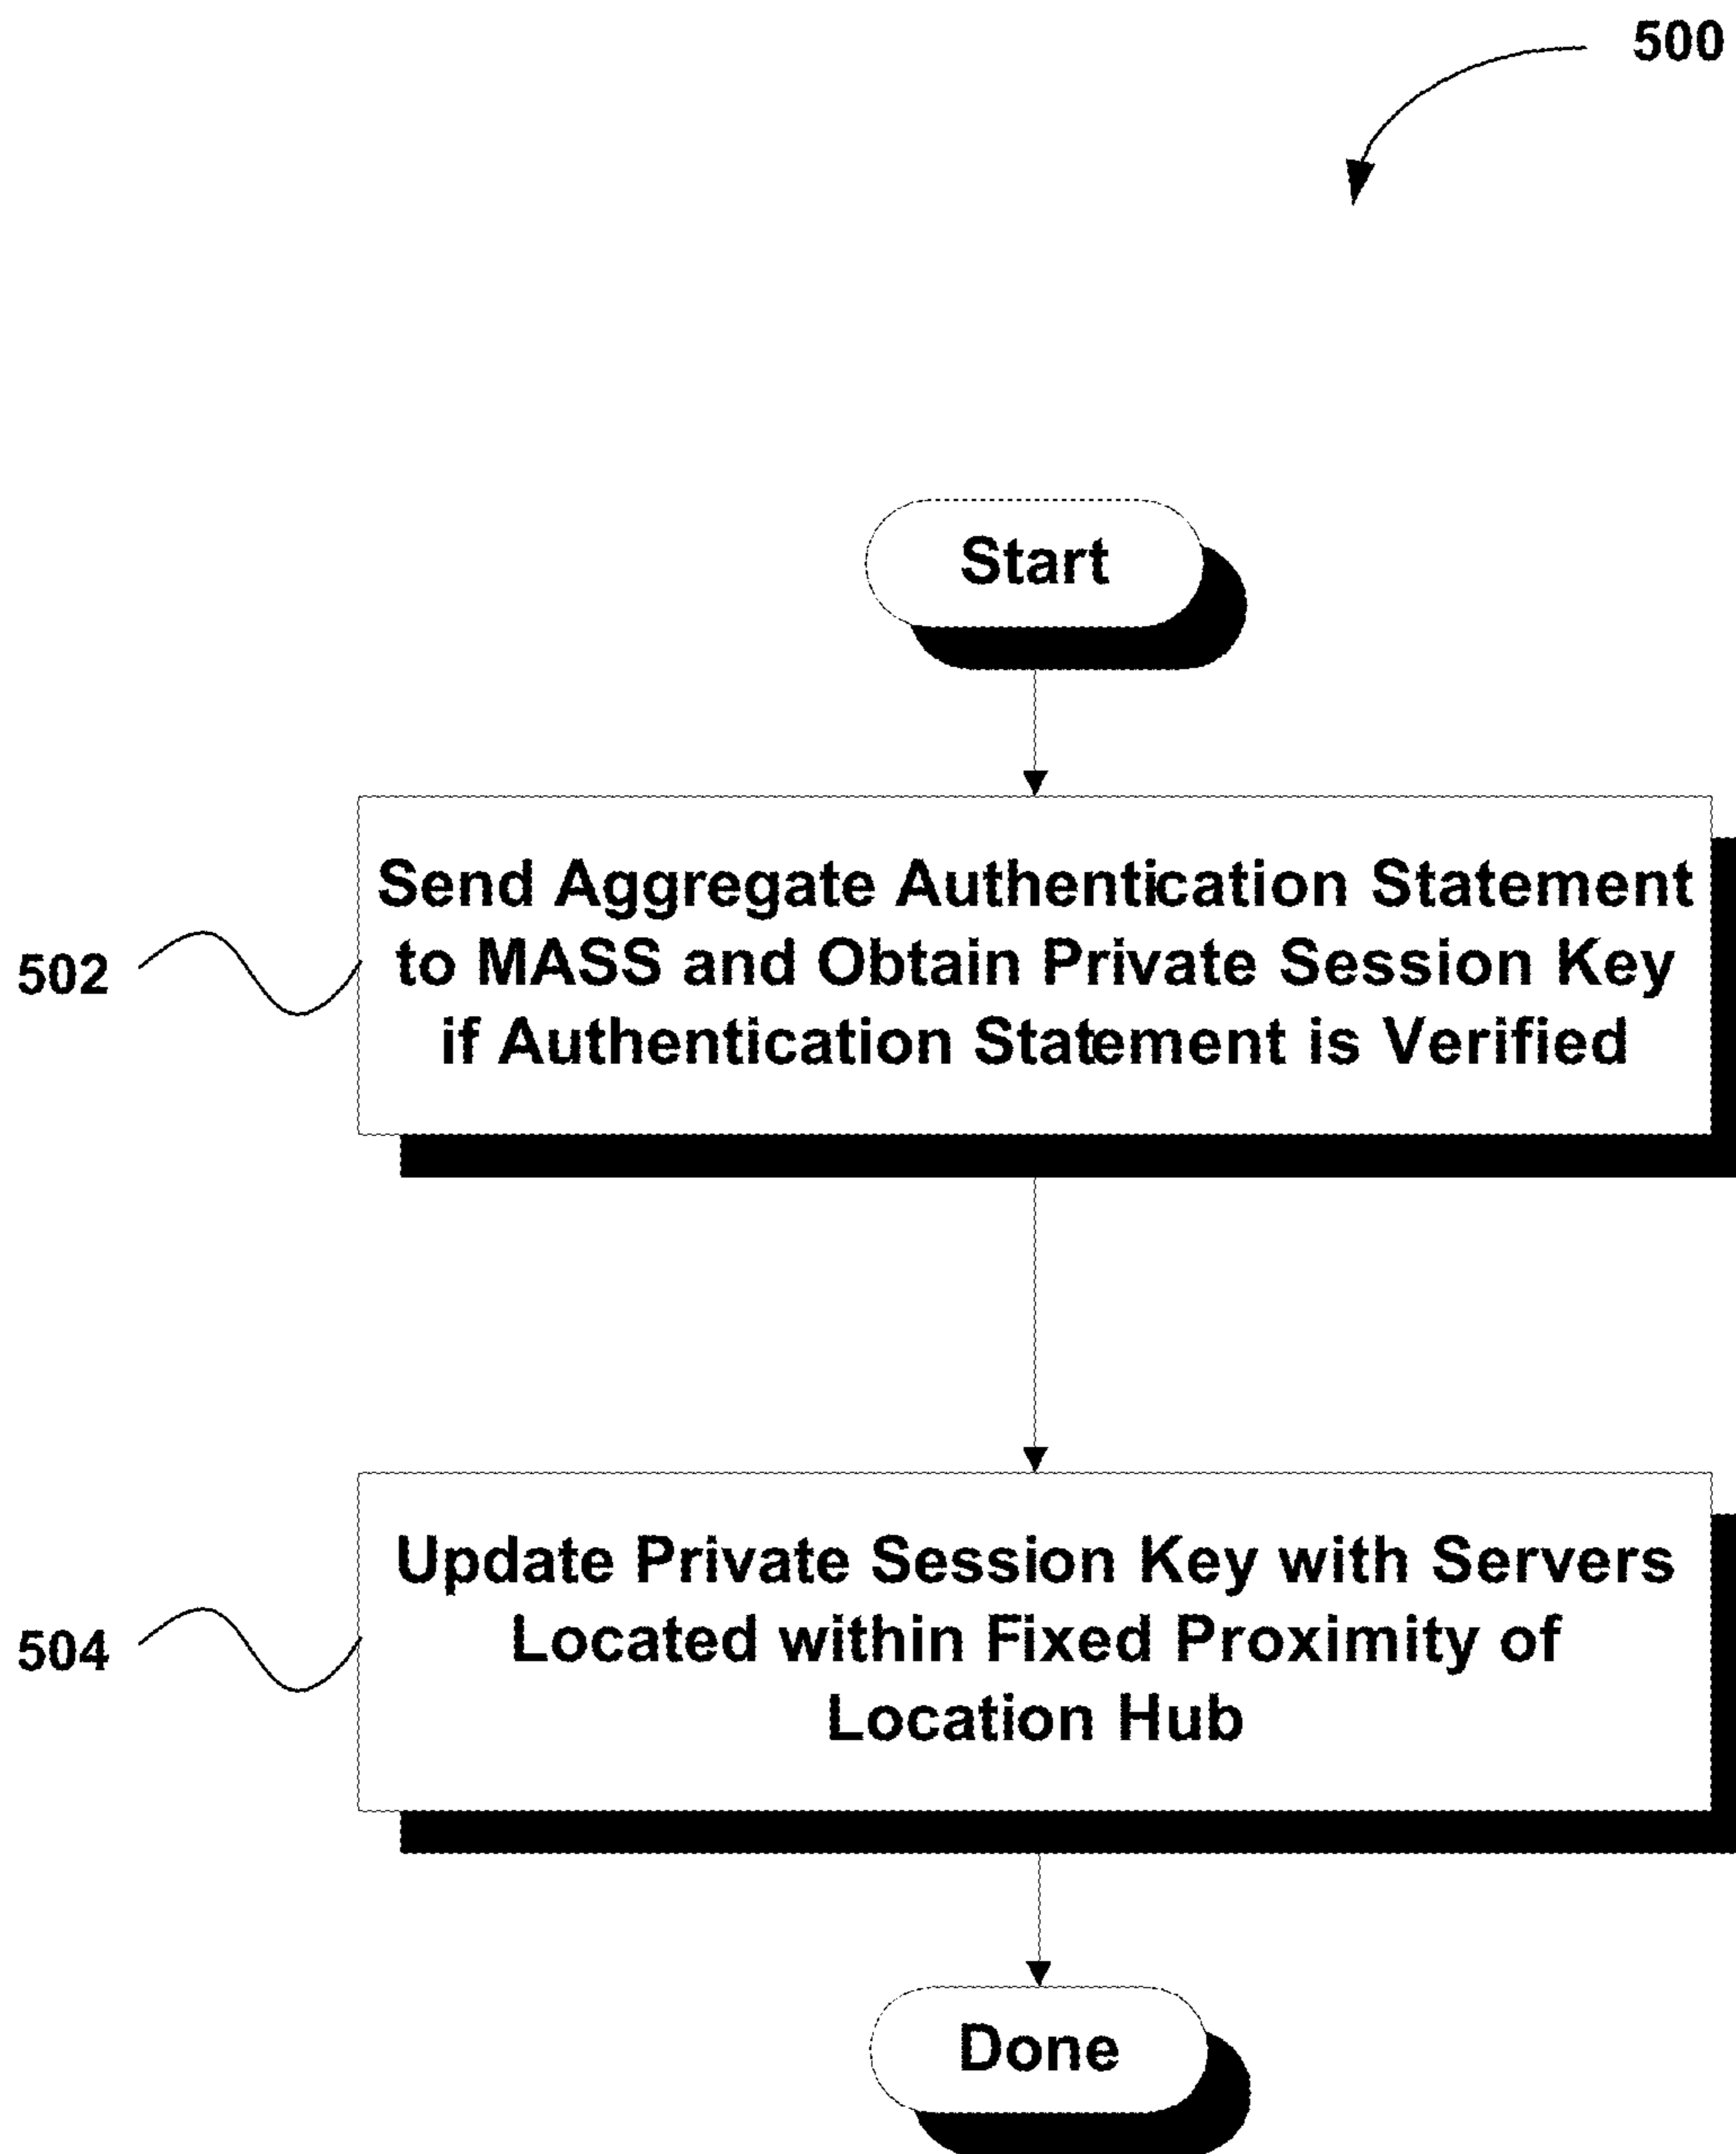 500
Start
Send Aggregate Authentication Statement
to MASS and Obtain Private Session Key
if Authentication Statement is Verified
502
Update Private Session Key with Servers
Located within Fixed Proximity of
Location Hub
504
Done